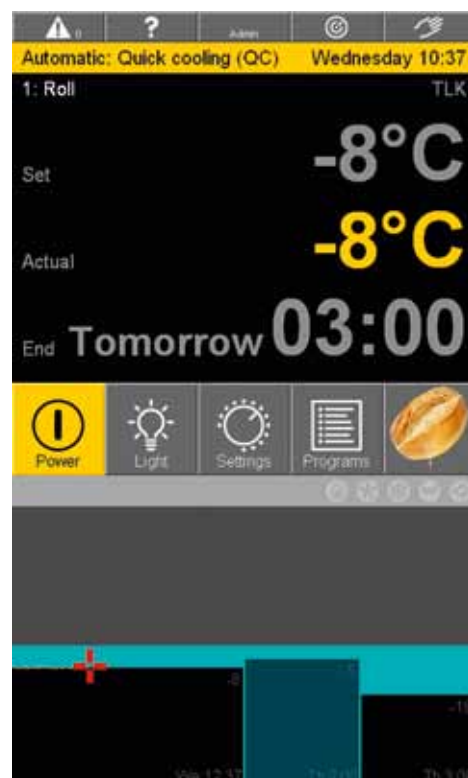 0 ? Admin
Automatic: Quick cooling (QC) Wednesday 10:37
1: Roll TLK
Set -8°C
Actual -8°C
End Tomorrow 03:00
Power Light Settings Programs
-8